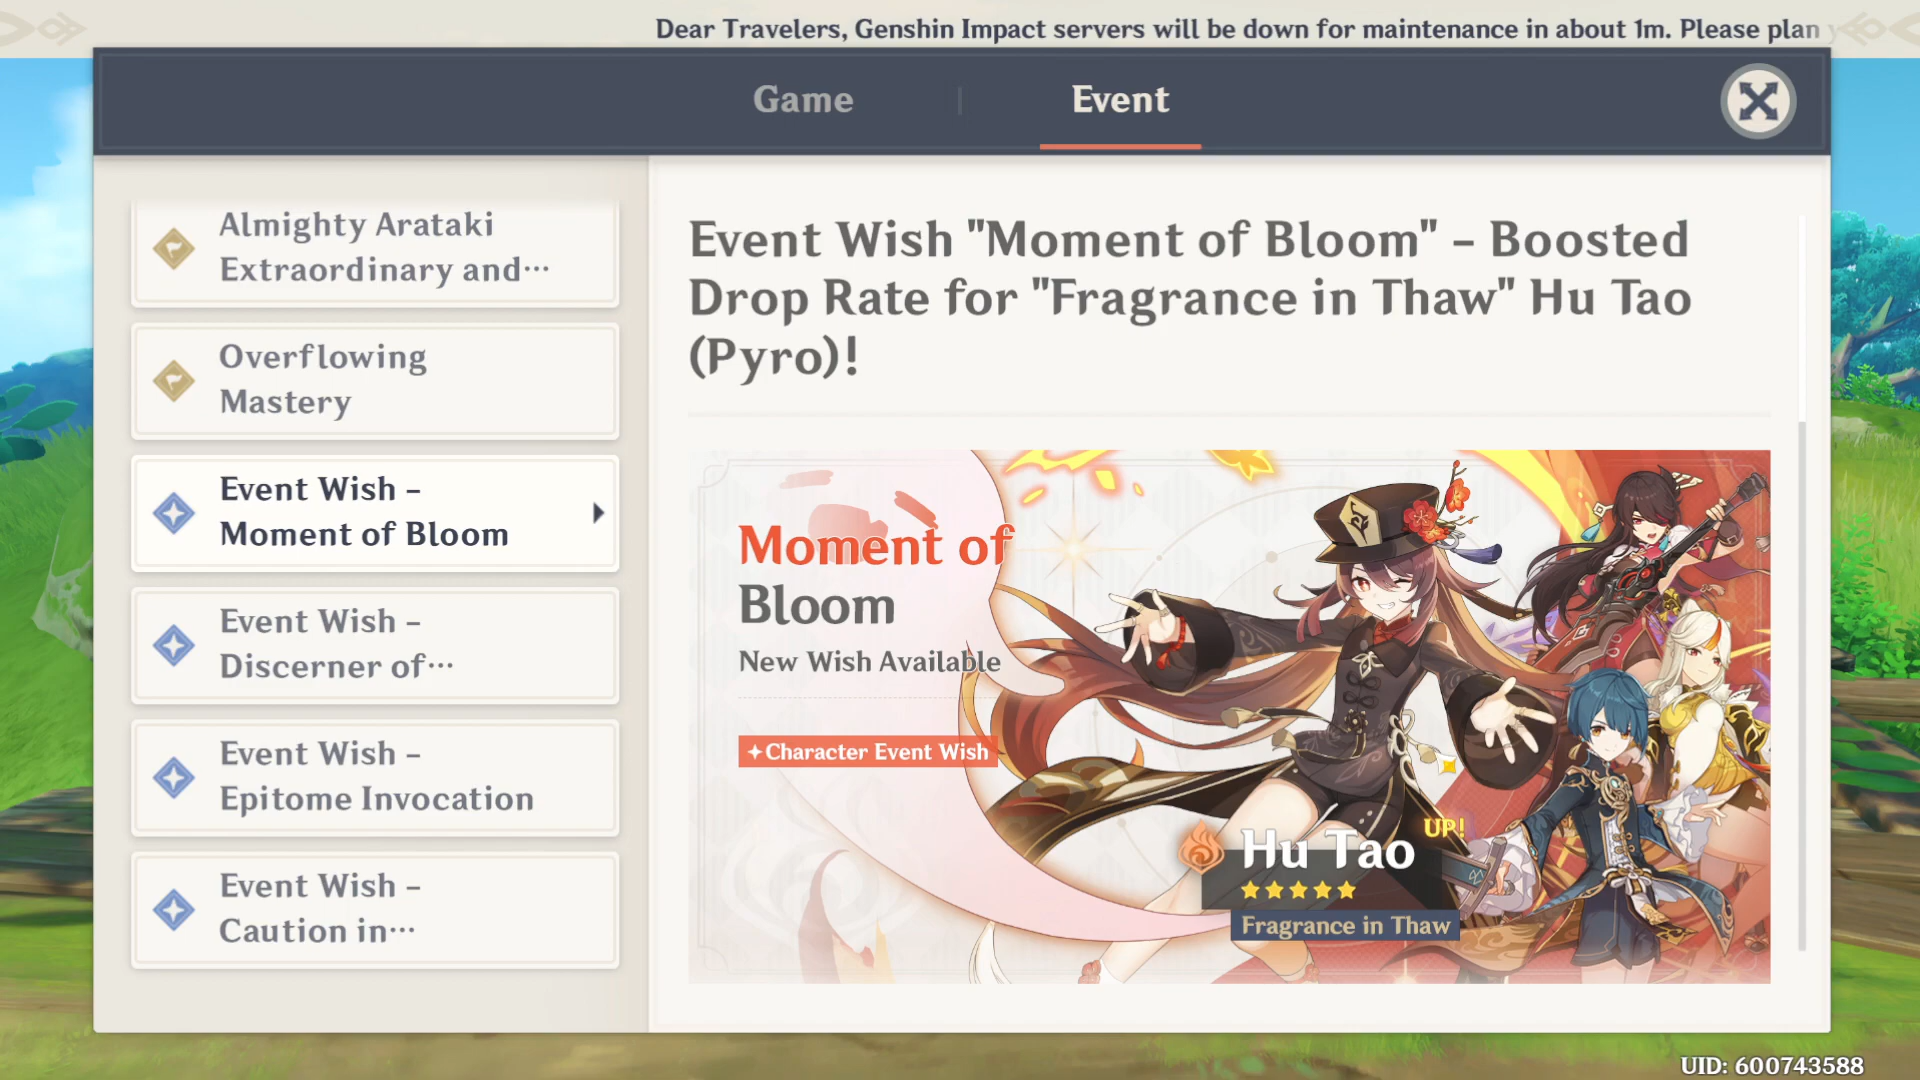 Dear Travelers, Genshin Impact servers will be down for maintenance in about 1m. Please plan
Game
Event
Almighty Arataki
Extraordinary and···
Overflowing
Mastery
Event Wish –
Moment of Bloom
Event Wish –
Discerner of···
Event Wish –
Epitome Invocation
Event Wish –
Caution in···
Event Wish "Moment of Bloom" – Boosted
Drop Rate for "Fragrance in Thaw" Hu Tao
(Pyro)!
Moment of
Bloom
New Wish Available
Character Event Wish
UP!
Hu Tao
Fragrance in Thaw
UID: 600743588